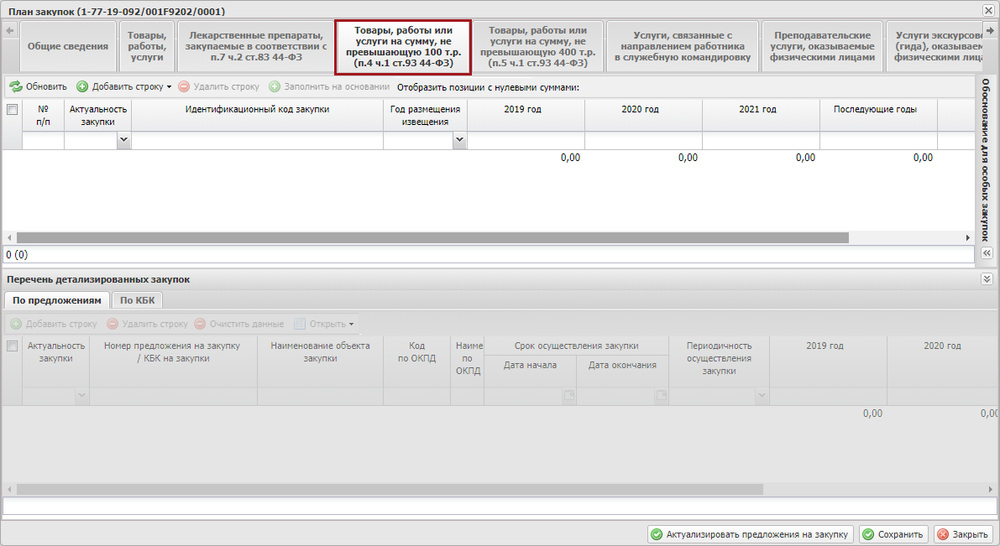 План закупок (1-77-19-092/001F9202/0001)
Общие сведения
Товары,
работы,
услуги
Лекарственные препараты,
закупаемые в соответствии с
п.7 ч.2 ст.83 44-ФЗ
Товары, работы или
услуги на сумму, не
превышающую 100 т.р.
(п.4 ч.1 ст.93 44-ФЗ)
Товары, работы или
услуги на сумму, не
превышающую 400 т.р.
(п.5 ч.1 ст.93 44-ФЗ)
Услуги, связанные с
направлением работника
в служебную командировку
Преподавательские
услуги, оказываемые
физическими лицами
Услуги экскурсов
(гида), оказываем
физическими лица
Обновить Добавить строку Удалить строку Заполнить на основании Отобразить позиции с нулевыми суммами:
№
п/п
Актуальность
закупки
Идентификационный код закупки
Год размещения
извещения
2019 год 2020 год 2021 год Последующие годы
0,00 0,00 0,00 0,00
Обоснование для особых закупок
0 (0)
Перечень детализированных закупок
По предложениям По КБК
Добавить строку Удалить строку Очистить данные Открыть
Актуальность
закупки
Номер предложения на закупку
/ КБК на закупки
Наименование объекта
закупки
Код
по ОКПД
Наиме
по
ОКПД
Срок осуществления закупки
Дата начала Дата окончания
Периодичность
осуществления
закупки
2019 год 2020 год
0,00 0,00
Актуализировать предложения на закупку Сохранить Закрыть